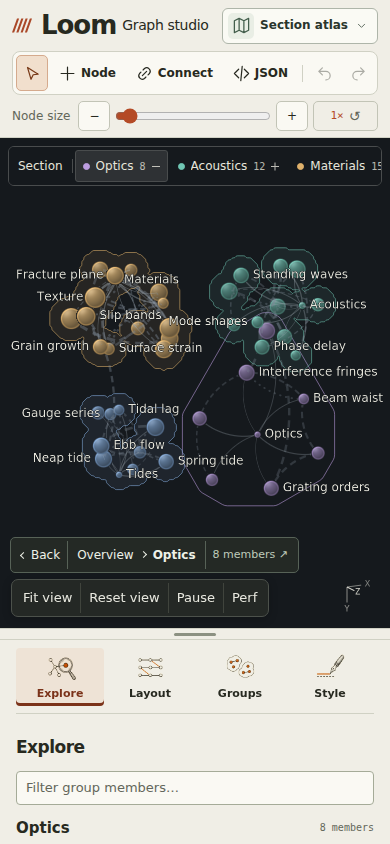 Loom Graph studio Section atlas
Node Connect JSON
Node size − + 1× ↺
Section Optics 8 − Acoustics 12 + Materials 15
Fracture plane Materials Standing waves
Texture Acoustics
Slip bands Mode shapes
Grain growth Surface strain Phase delay
Interference fringes
Beam waist
Gauge series Tidal lag
Optics
Ebb flow
Neap tide Spring tide
Tides
Grating orders
‹ Back Overview › Optics 8 members ↗
Fit view Reset view Pause Perf
X
Z
Y
Explore Layout Groups Style
Explore
Filter group members...
Optics 8 members